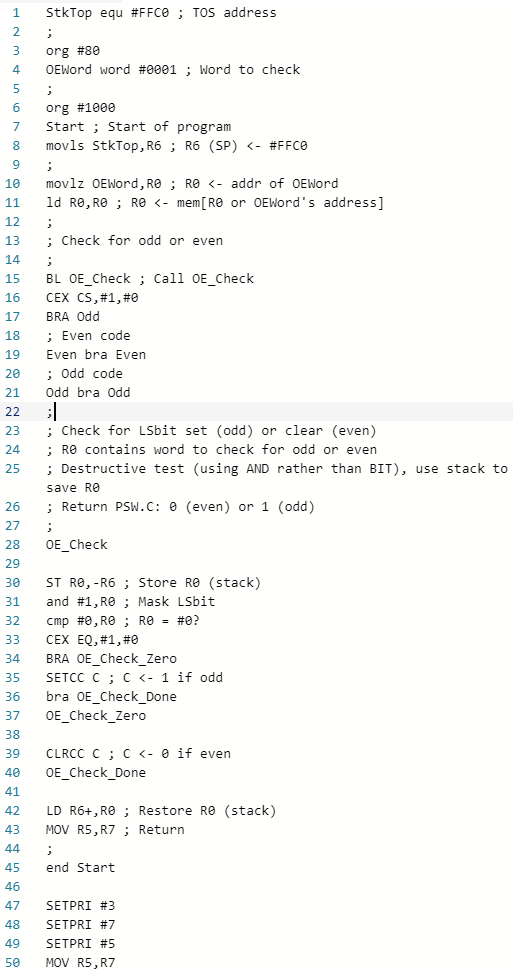 1 StkTop equ #FFC0 ; TOS address
2 ;
3 org #80
4 OEWord word #0001 ; Word to check
5 ;
6 org #1000
7 Start ; Start of program
8 movls StkTop,R6 ; R6 (SP) <- #FFC0
9 ;
10 movlz OEWord,R0 ; R0 <- addr of OEWord
11 ld R0,R0 ; R0 <- mem[R0 or OEWord's address]
12 ;
13 ; Check for odd or even
14 ;
15 BL OE_Check ; Call OE_Check
16 CEX CS,#1,#0
17 BRA Odd
18 ; Even code
19 Even bra Even
20 ; Odd code
21 Odd bra Odd
22 ;
23 ; Check for LSbit set (odd) or clear (even)
24 ; R0 contains word to check for odd or even
25 ; Destructive test (using AND rather than BIT), use stack to
save R0
26 ; Return PSW.C: 0 (even) or 1 (odd)
27 ;
28 OE_Check
29
30 ST R0,-R6 ; Store R0 (stack)
31 and #1,R0 ; Mask LSbit
32 cmp #0,R0 ; R0 = #0?
33 CEX EQ,#1,#0
34 BRA OE_Check_Zero
35 SETCC C ; C <- 1 if odd
36 bra OE_Check_Done
37 OE_Check_Zero
38
39 CLRCC C ; C <- 0 if even
40 OE_Check_Done
41
42 LD R6+,R0 ; Restore R0 (stack)
43 MOV R5,R7 ; Return
44 ;
45 end Start
46
47 SETPRI #3
48 SETPRI #7
49 SETPRI #5
50 MOV R5,R7